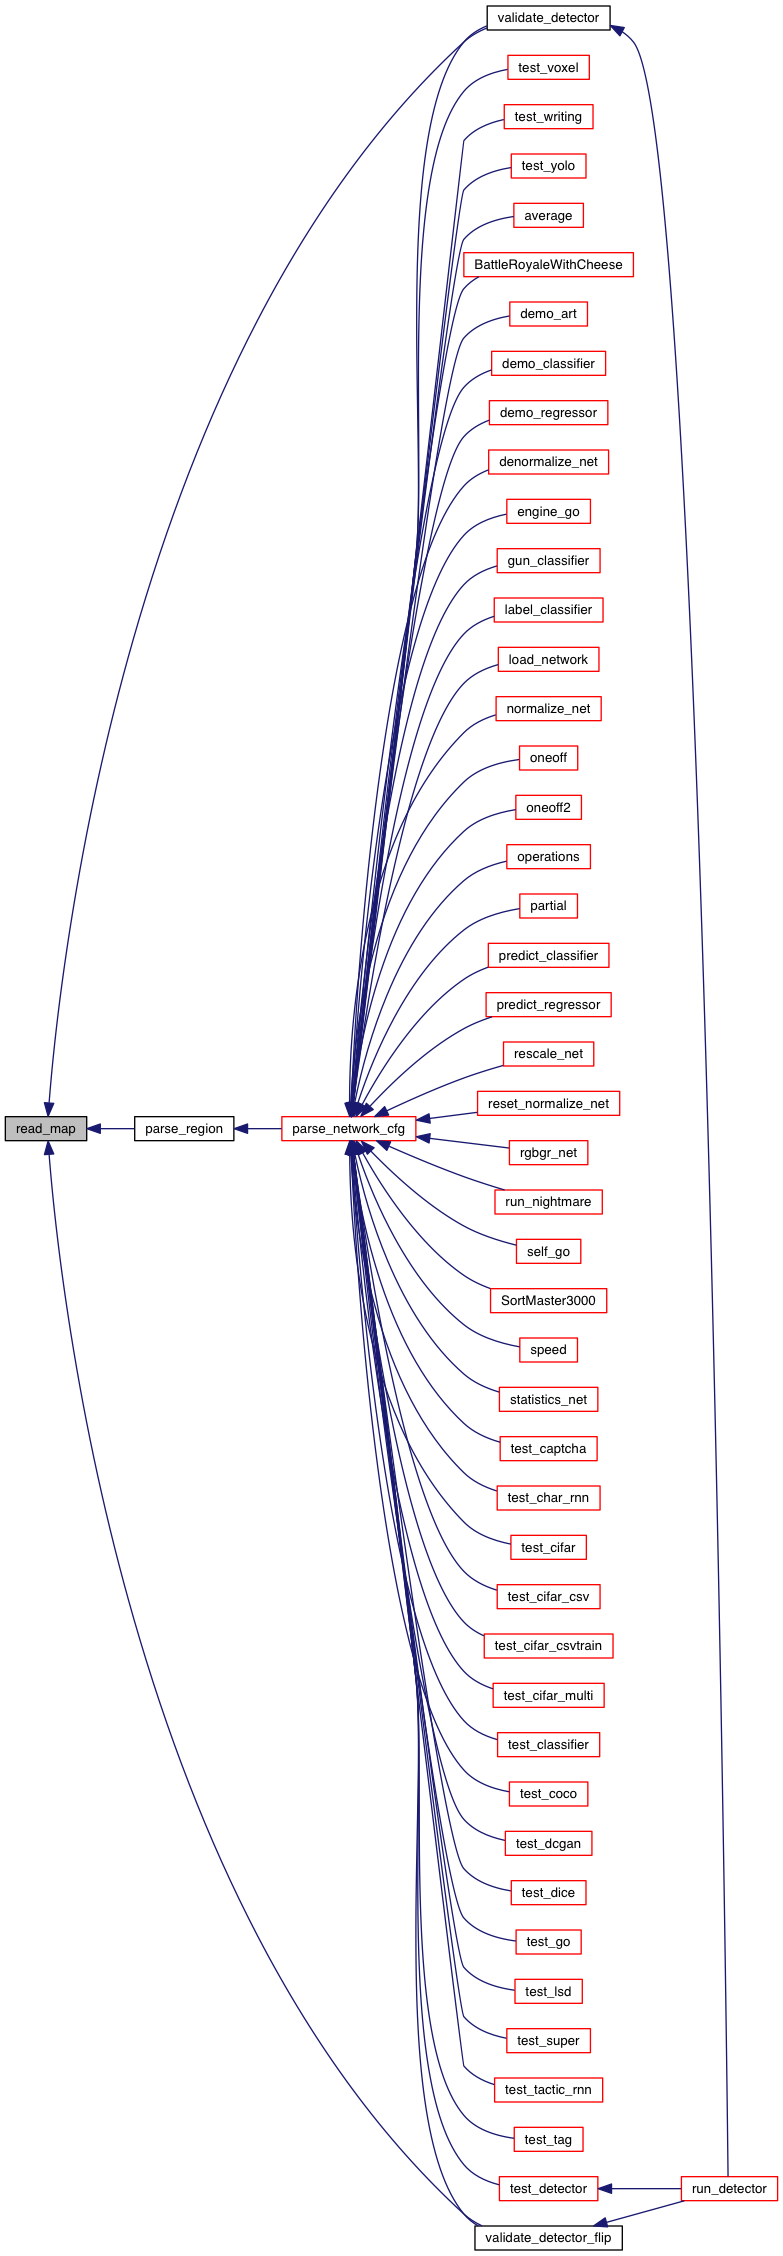 validate_detector
test_voxel
test_writing
test_yolo
average
BattleRoyaleWithCheese
demo_art
demo_classifier
demo_regressor
denormalize_net
engine_go
gun_classifier
label_classifier
load_network
normalize_net
oneoff
oneoff2
operations
partial
predict_classifier
predict_regressor
rescale_net
reset_normalize_net
read_map
parse_region
parse_network_cfg
rgbgr_net
run_nightmare
self_go
SortMaster3000
speed
statistics_net
test_captcha
test_char_rnn
test_cifar
test_cifar_csv
test_cifar_csvtrain
test_cifar_multi
test_classifier
test_coco
test_dcgan
test_dice
test_go
test_lsd
test_super
test_tactic_rnn
test_tag
test_detector
run_detector
validate_detector_flip